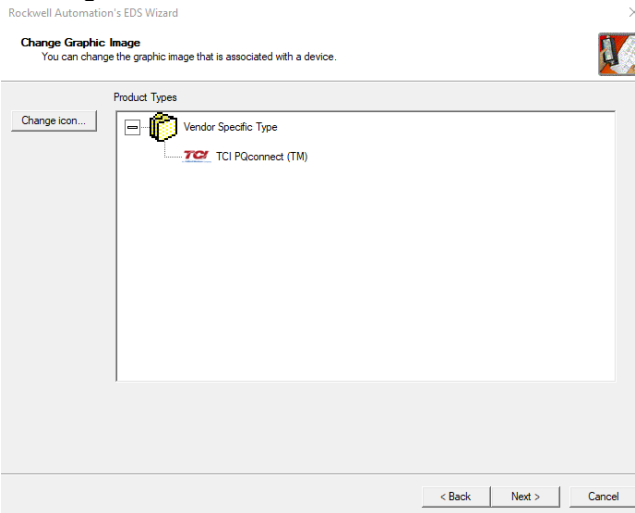 Rockwell Automation's EDS Wizard
Change Graphic Image
You can change the graphic image that is associated with a device.
Product Types
Change icon...
Vendor Specific Type
TCI TCI PQconnect (TM)
< Back Next > Cancel